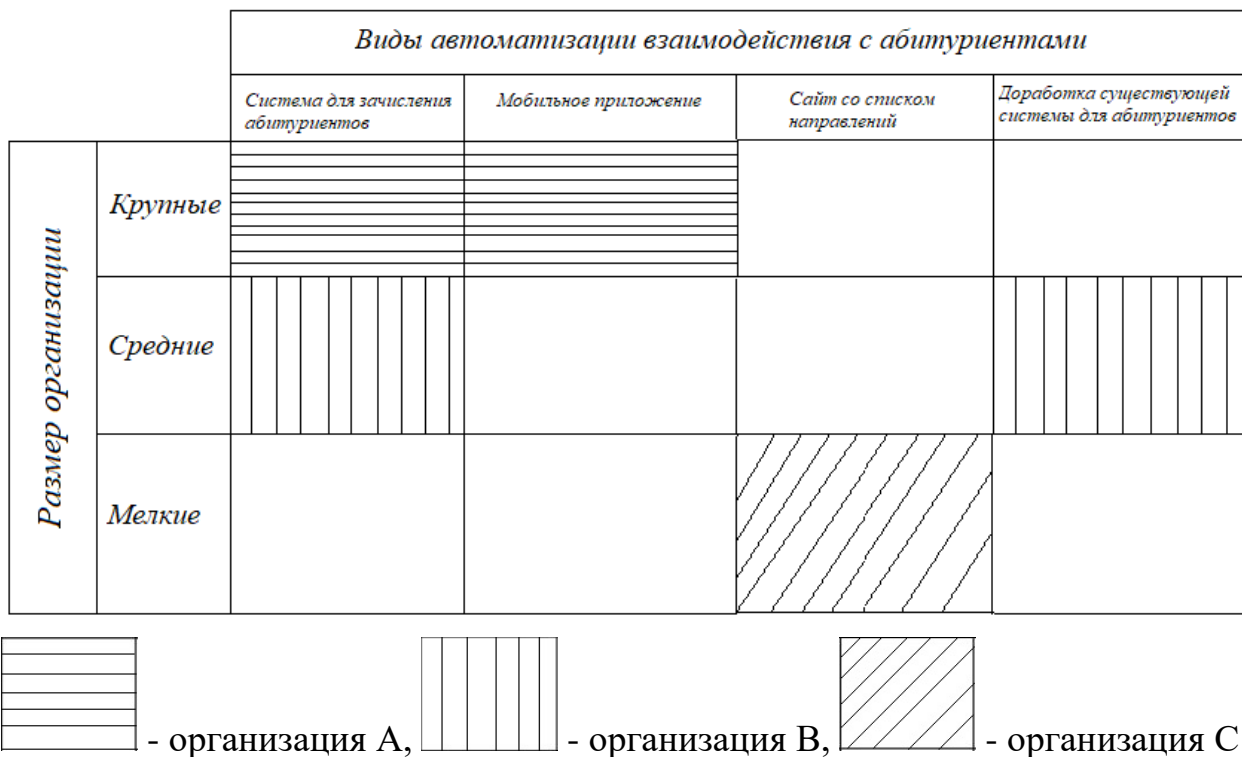 Виды автоматизации взаимодействия с абитуриентами
Система для зачисления
абитуриентов
Мобильное приложение
Сайт со списком
направлений
Доработка существующей
системы для абитуриентов
Размер организации
Крупные
Средние
Мелкие
- организация А, - организация В, - организация С